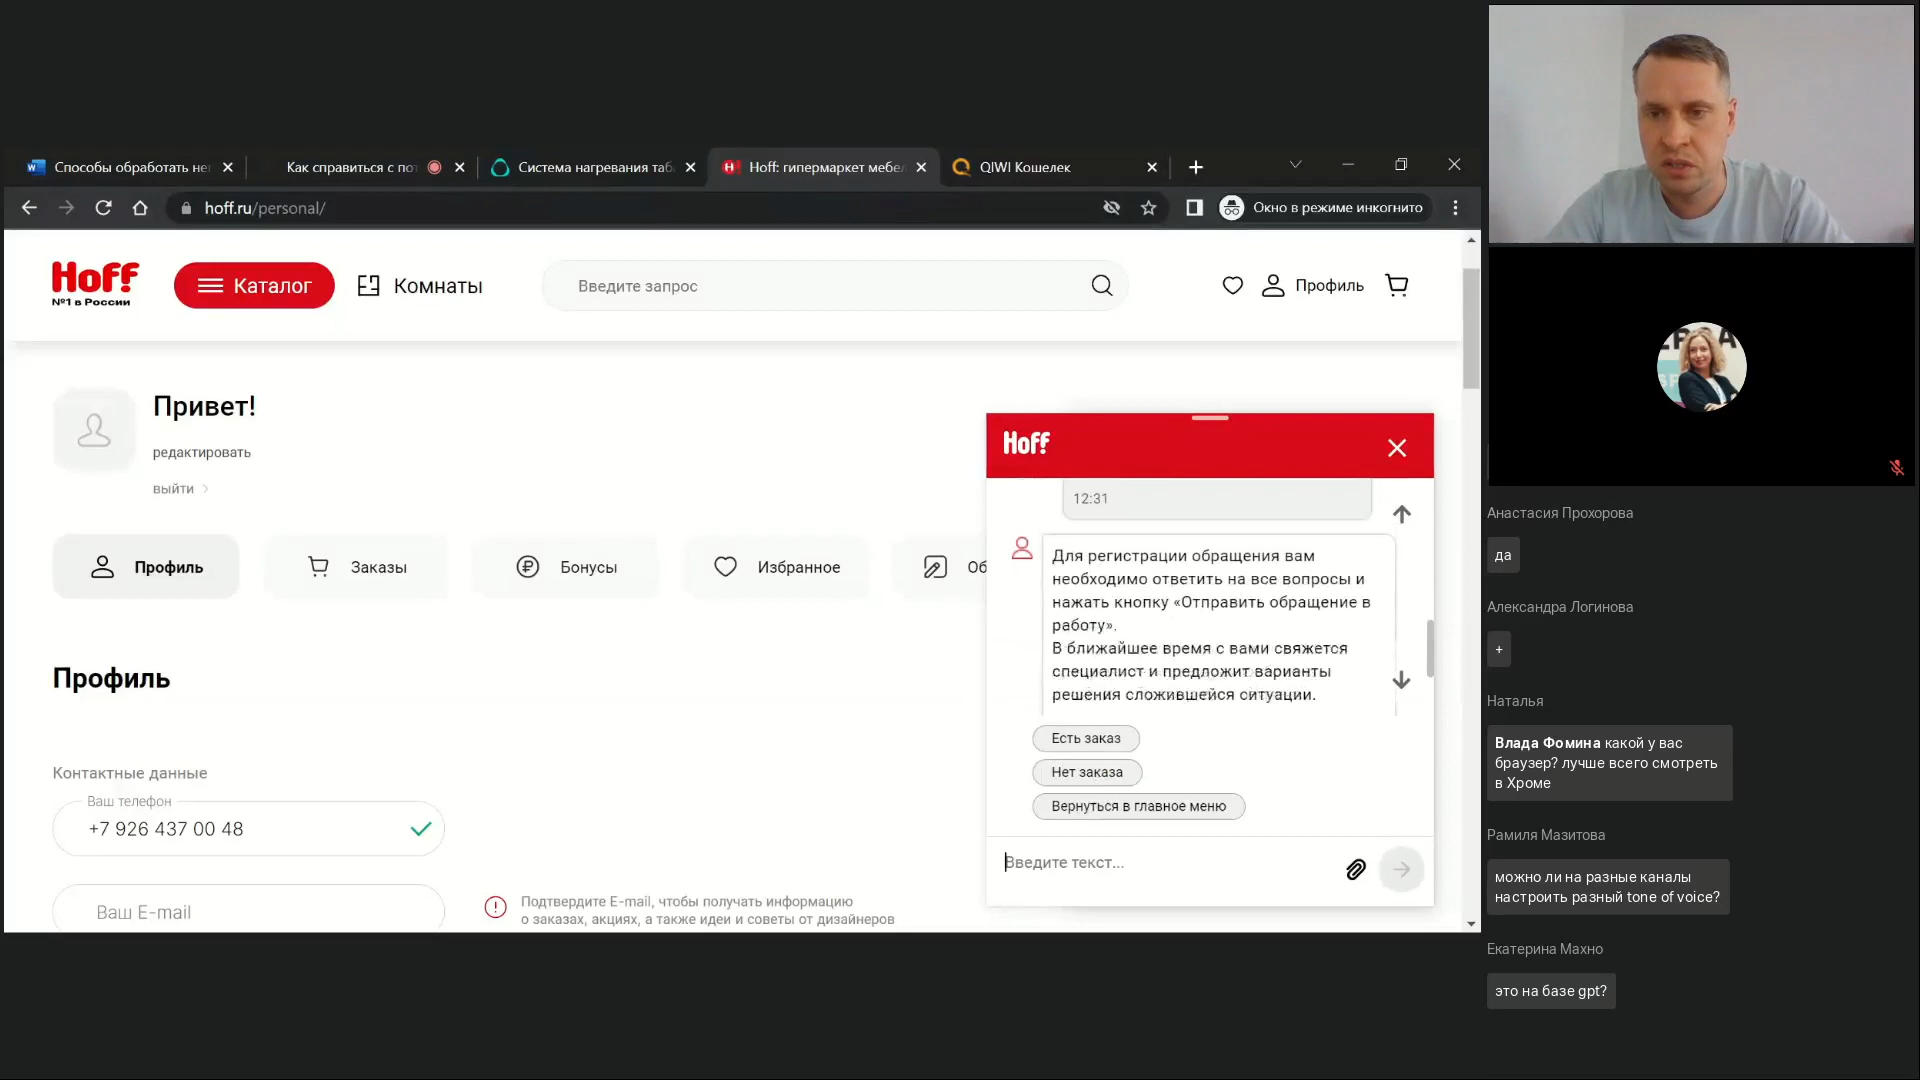 Способы обработать нег
Как справиться с пот
Система нагревания таб
Hoff: гипермаркет мебел
QIWI Кошелек
hoff.ru/personal/
Окно в режиме инкогнито
Hoff
№1 в России
Каталог
Комнаты
Введите запрос
Профиль
Привет!
редактировать
выйти
Профиль
Заказы
Бонусы
Избранное
Об
Профиль
Контактные данные
Ваш телефон
+7 926 437 00 48
Ваш E-mail
Подтвердите E-mail, чтобы получать информацию
о заказах, акциях, а также идеи и советы от дизайнеров
Hoff
12:31
Для регистрации обращения вам
необходимо ответить на все вопросы и
нажать кнопку «Отправить обращение в
работу».
В ближайшее время с вами свяжется
специалист и предложит варианты
решения сложившейся ситуации.
Есть заказ
Нет заказа
Вернуться в главное меню
Введите текст...
Анастасия Прохорова
да
Александра Логинова
+
Наталья
Влада Фомина какой у вас
браузер? лучше всего смотреть
в Хроме
Рамиля Мазитова
можно ли на разные каналы
настроить разный tone of voice?
Екатерина Махно
это на базе gpt?